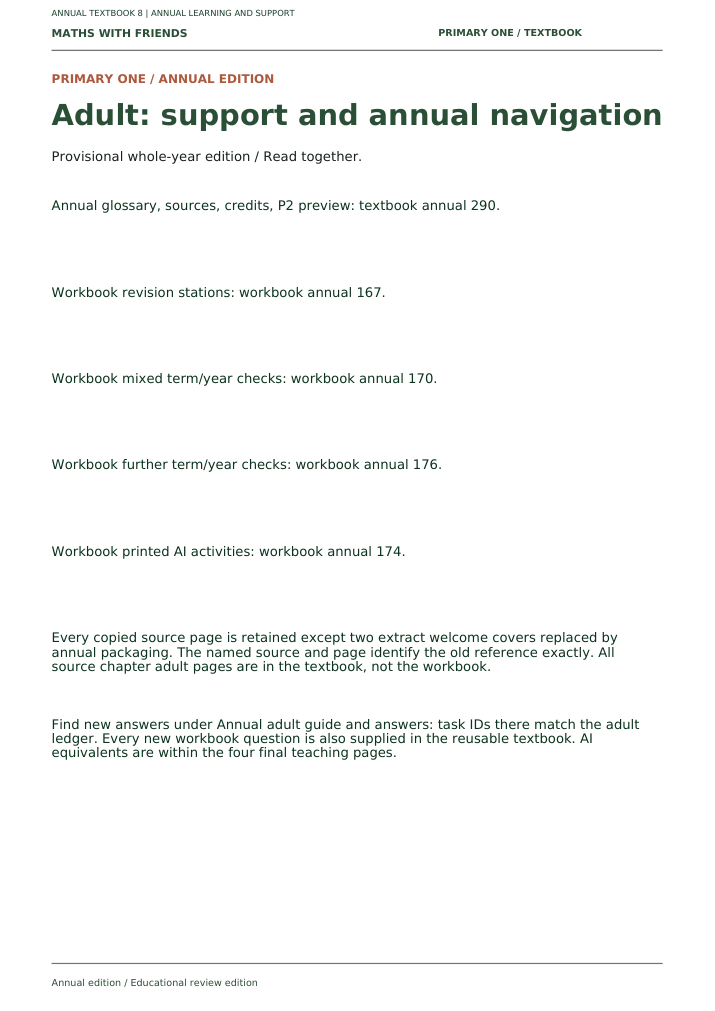 ANNUAL TEXTBOOK 8 | ANNUAL LEARNING AND SUPPORT
MATHS WITH FRIENDS
PRIMARY ONE / TEXTBOOK
PRIMARY ONE / ANNUAL EDITION
Adult: support and annual navigation
Provisional whole-year edition / Read together.
Annual glossary, sources, credits, P2 preview: textbook annual 290.
Workbook revision stations: workbook annual 167.
Workbook mixed term/year checks: workbook annual 170.
Workbook further term/year checks: workbook annual 176.
Workbook printed AI activities: workbook annual 174.
Every copied source page is retained except two extract welcome covers replaced by
annual packaging. The named source and page identify the old reference exactly. All
source chapter adult pages are in the textbook, not the workbook.
Find new answers under Annual adult guide and answers: task IDs there match the adult
ledger. Every new workbook question is also supplied in the reusable textbook. AI
equivalents are within the four final teaching pages.
Annual edition / Educational review edition